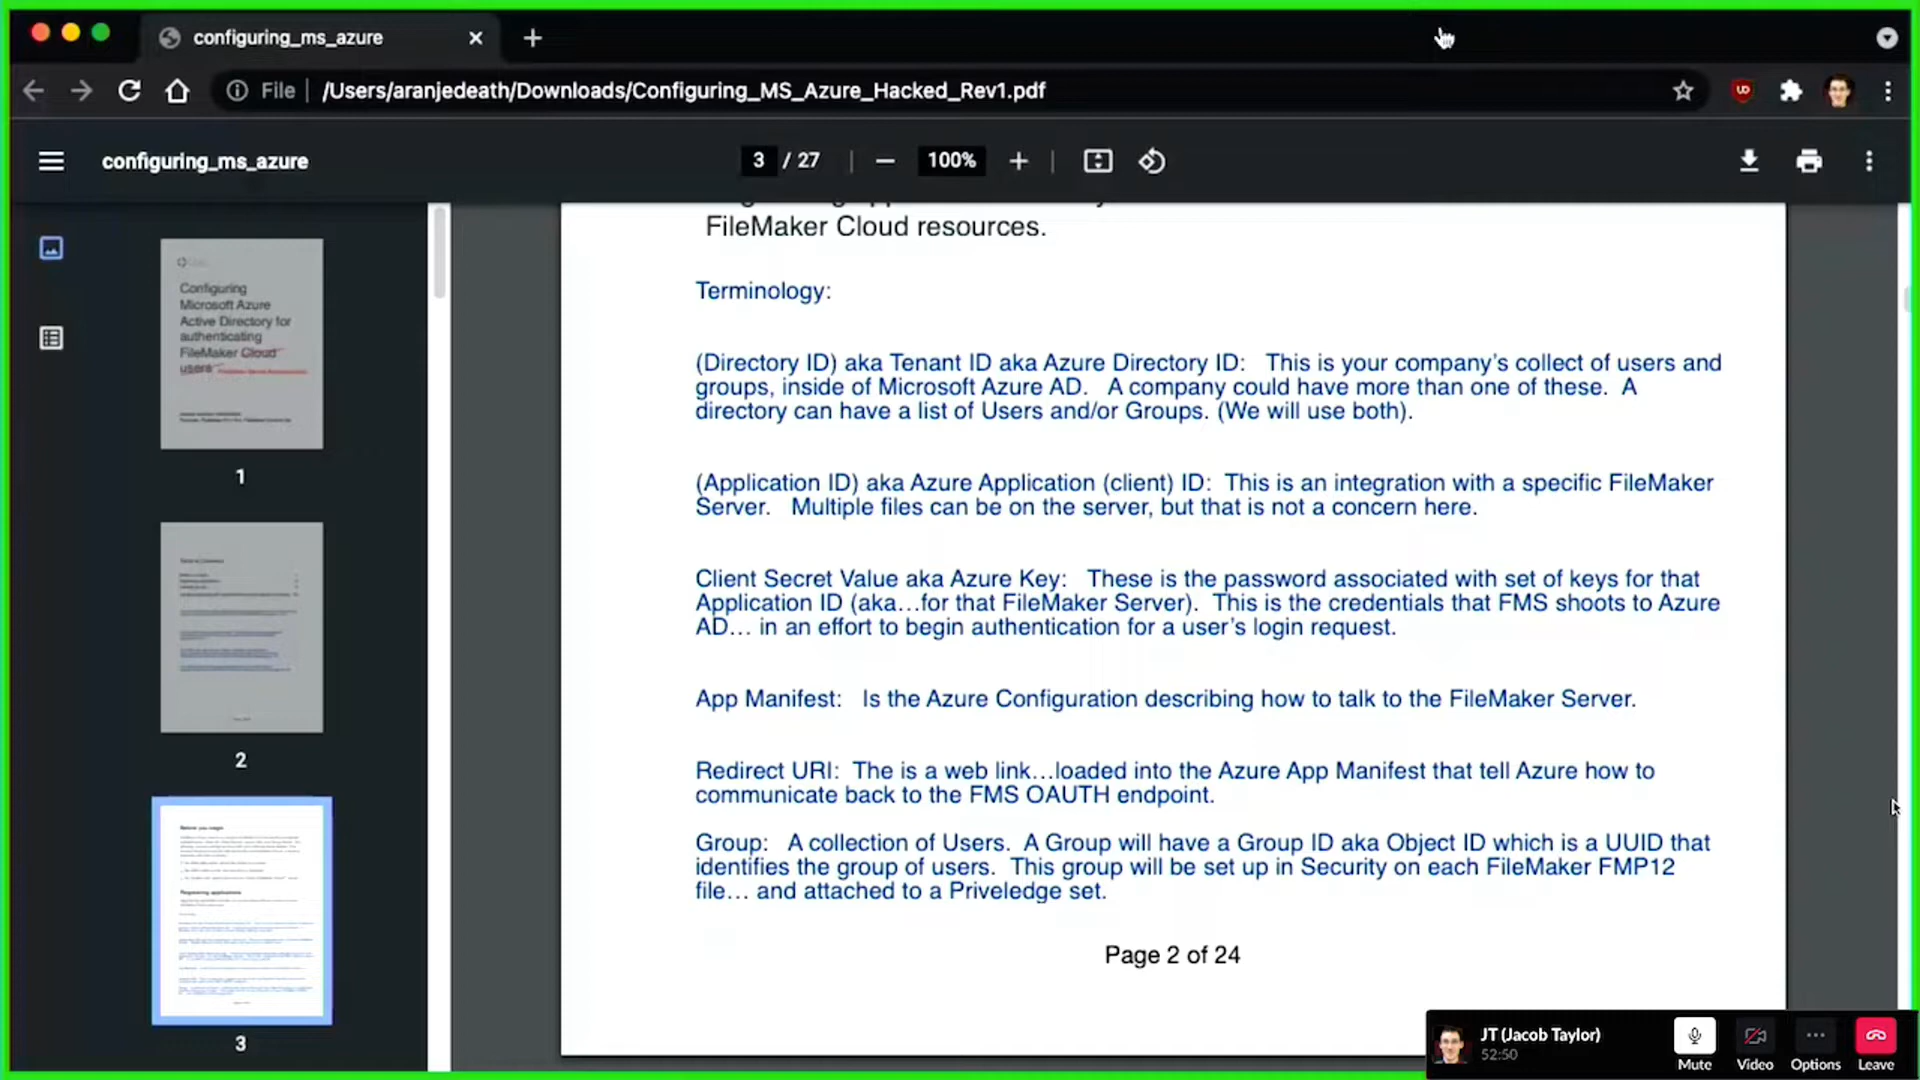 configuring_ms_azure
File
/Users/aranjedeath/Downloads/Configuring_MS_Azure_Hacked_Rev1.pdf
configuring_ms_azure
3 / 27
100%
Configuring
Microsoft Azure
Active Directory for
authenticating
FileMaker Cloud
users
1
2
3
FileMaker Cloud resources.
Terminology:
(Directory ID) aka Tenant ID aka Azure Directory ID: This is your company's collect of users and
groups, inside of Microsoft Azure AD. A company could have more than one of these. A
directory can have a list of Users and/or Groups. (We will use both).
(Application ID) aka Azure Application (client) ID: This is an integration with a specific FileMaker
Server. Multiple files can be on the server, but that is not a concern here.
Client Secret Value aka Azure Key: These is the password associated with set of keys for that
Application ID (aka…for that FileMaker Server). This is the credentials that FMS shoots to Azure
AD… in an effort to begin authentication for a user's login request.
App Manifest: Is the Azure Configuration describing how to talk to the FileMaker Server.
Redirect URI: The is a web link…loaded into the Azure App Manifest that tell Azure how to
communicate back to the FMS OAUTH endpoint.
Group: A collection of Users. A Group will have a Group ID aka Object ID which is a UUID that
identifies the group of users. This group will be set up in Security on each FileMaker FMP12
file… and attached to a Priveledge set.
Page 2 of 24
JT (Jacob Taylor)
52:50
Mute
Video
Options
Leave